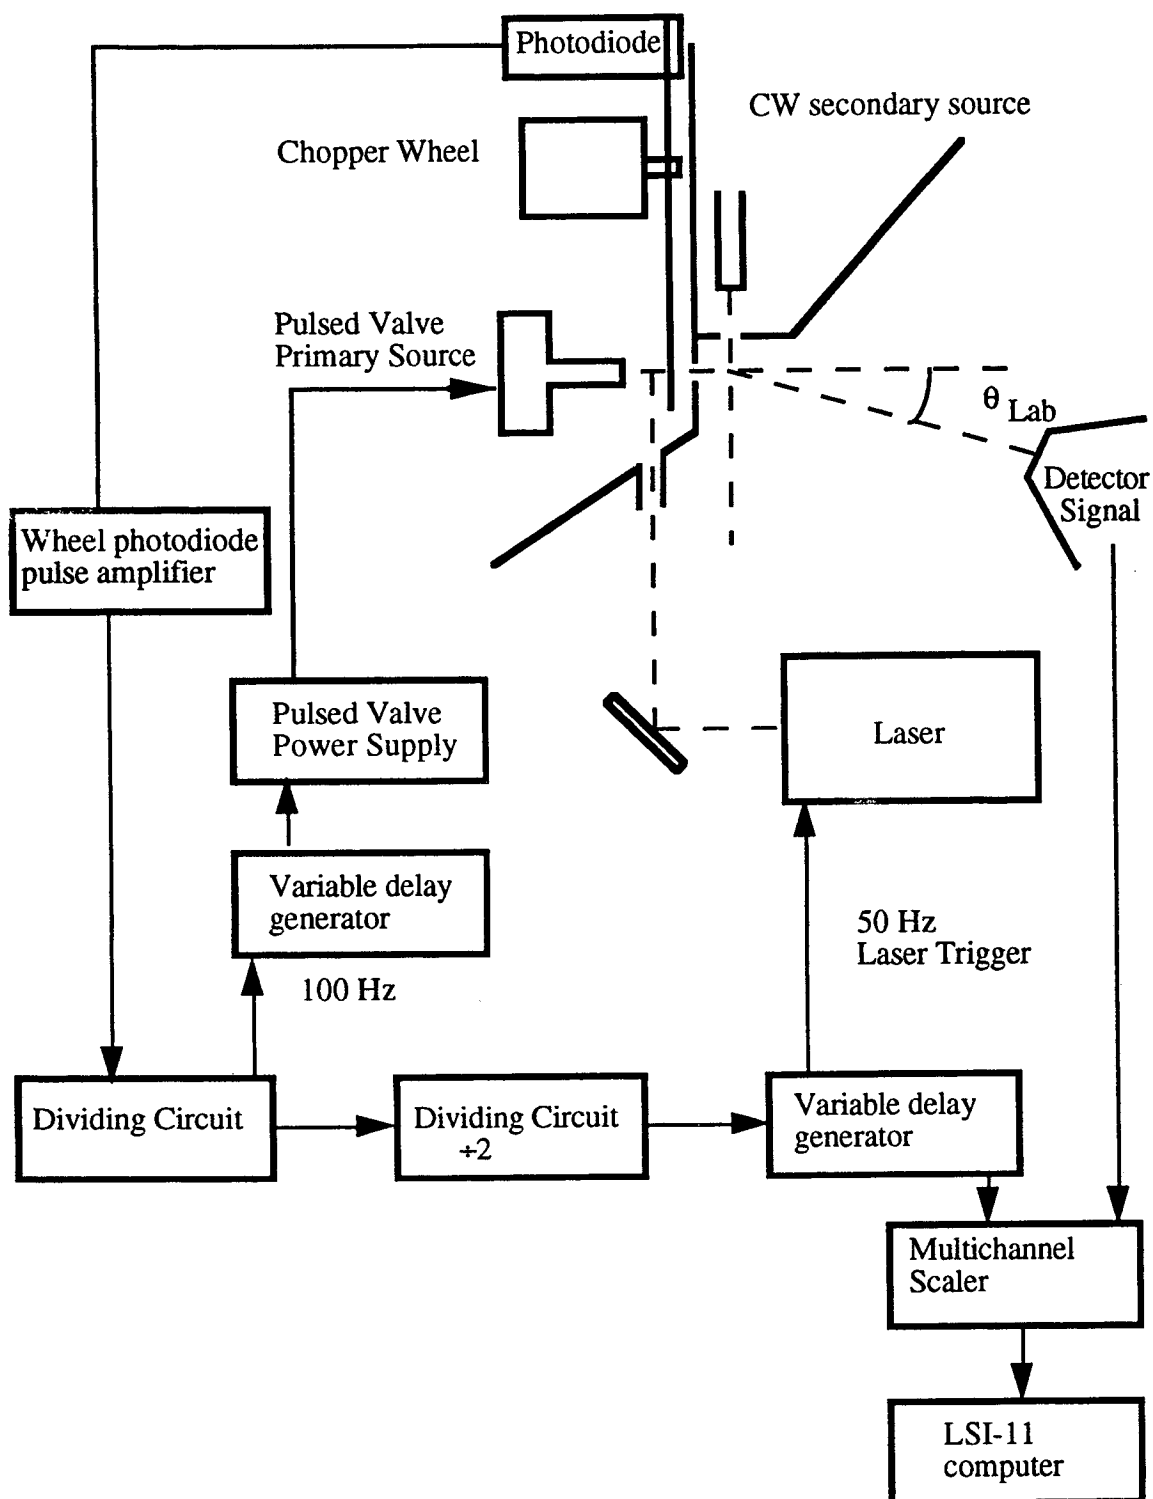 Photodiode
CW secondary source
Chopper Wheel
Pulsed Valve
Primary Source
θ Lab
Detector
Signal
Wheel photodiode
pulse amplifier
Pulsed Valve
Power Supply
Laser
Variable delay
generator
50 Hz
Laser Trigger
100 Hz
Dividing Circuit
Dividing Circuit
÷2
Variable delay
generator
Multichannel
Scaler
LSI-11
computer